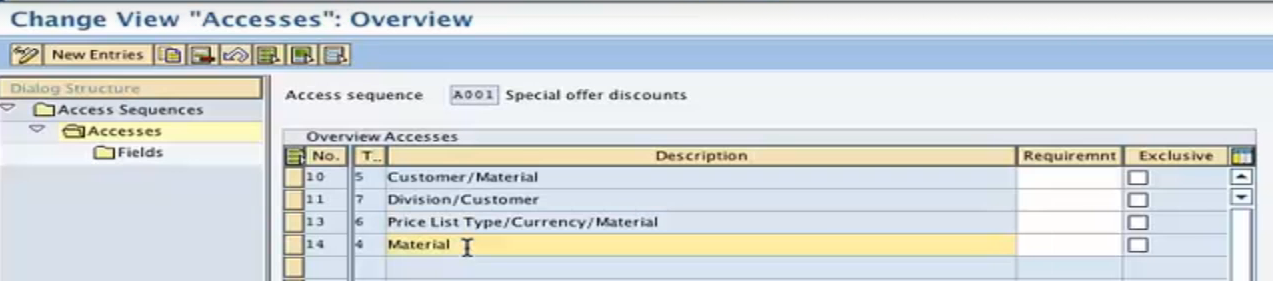 Change View "Accesses": Overview
New Entries
Dialog Structure
Access Sequences
Accesses
Fields
Access sequence A001 Special offer discounts
Overview Accesses
No. T.. Description Requiremnt Exclusive
10 5 Customer/Material
11 7 Division/Customer
13 6 Price List Type/Currency/Material
14 4 Material